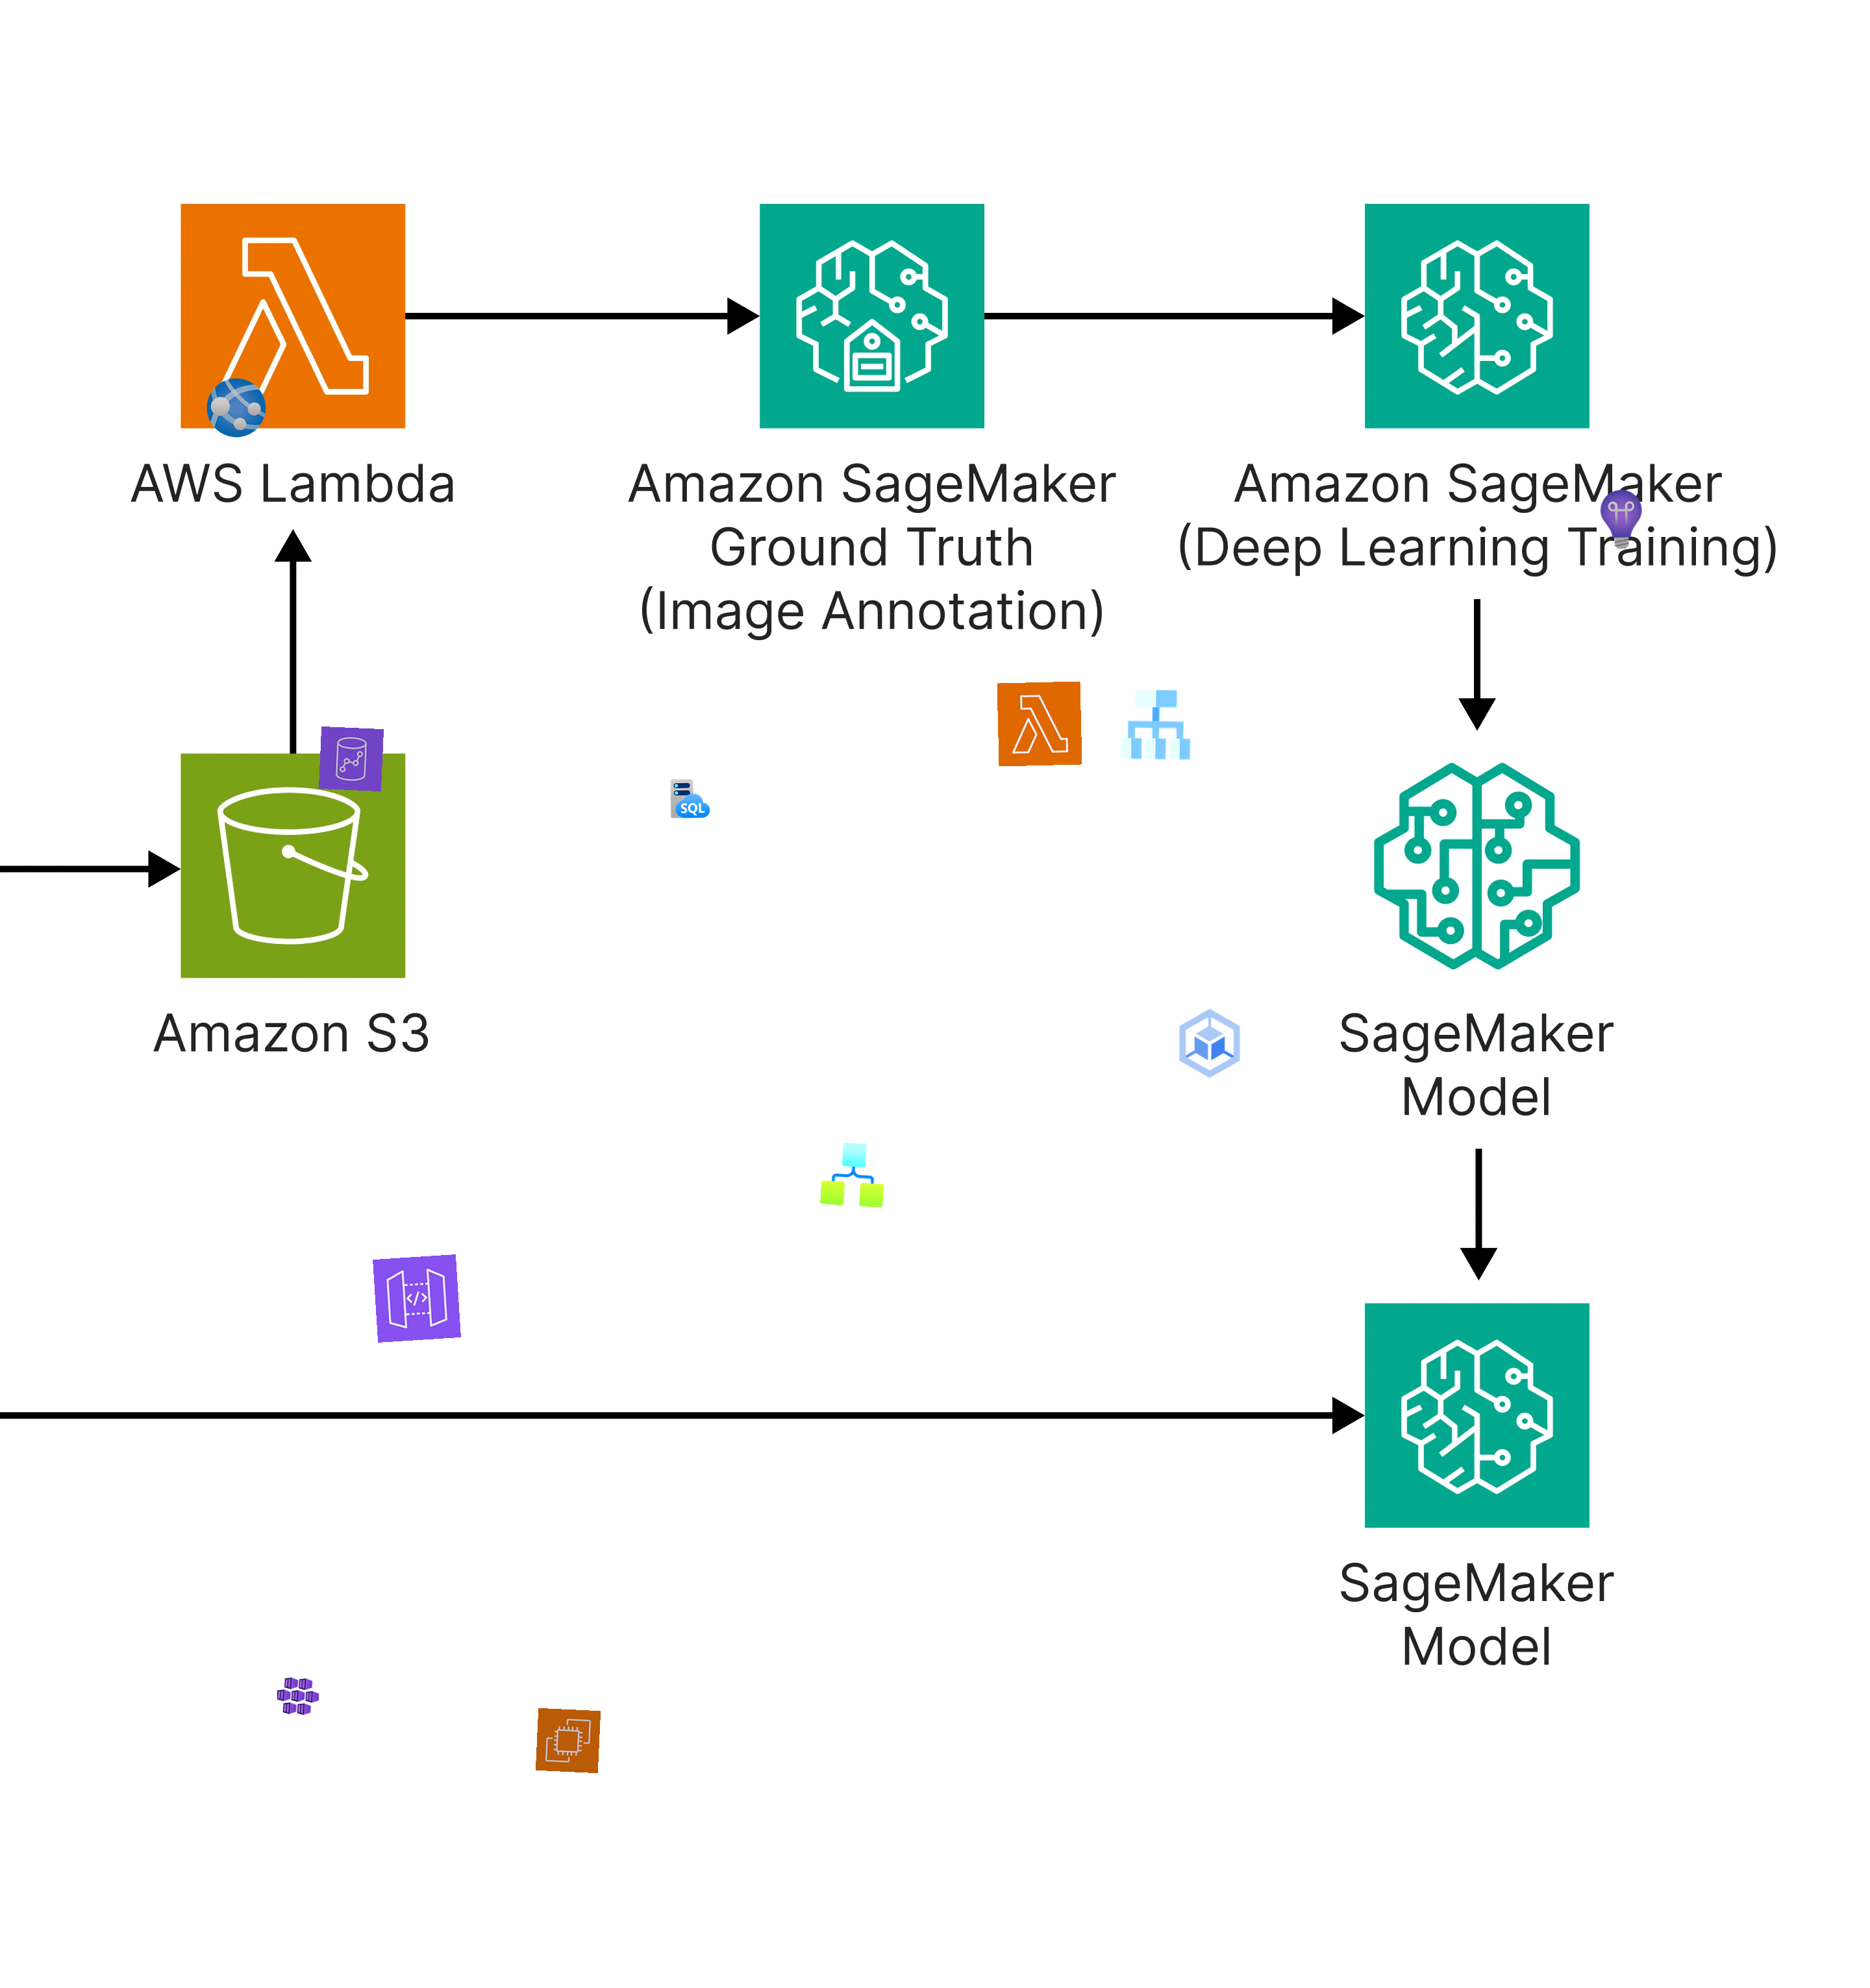 AWS Lambda
Amazon SageMaker
Ground Truth
(Image Annotation)
Amazon SageMaker
(Deep Learning Training)
SQL
Amazon S3
SageMaker
Model
</>
SageMaker
Model